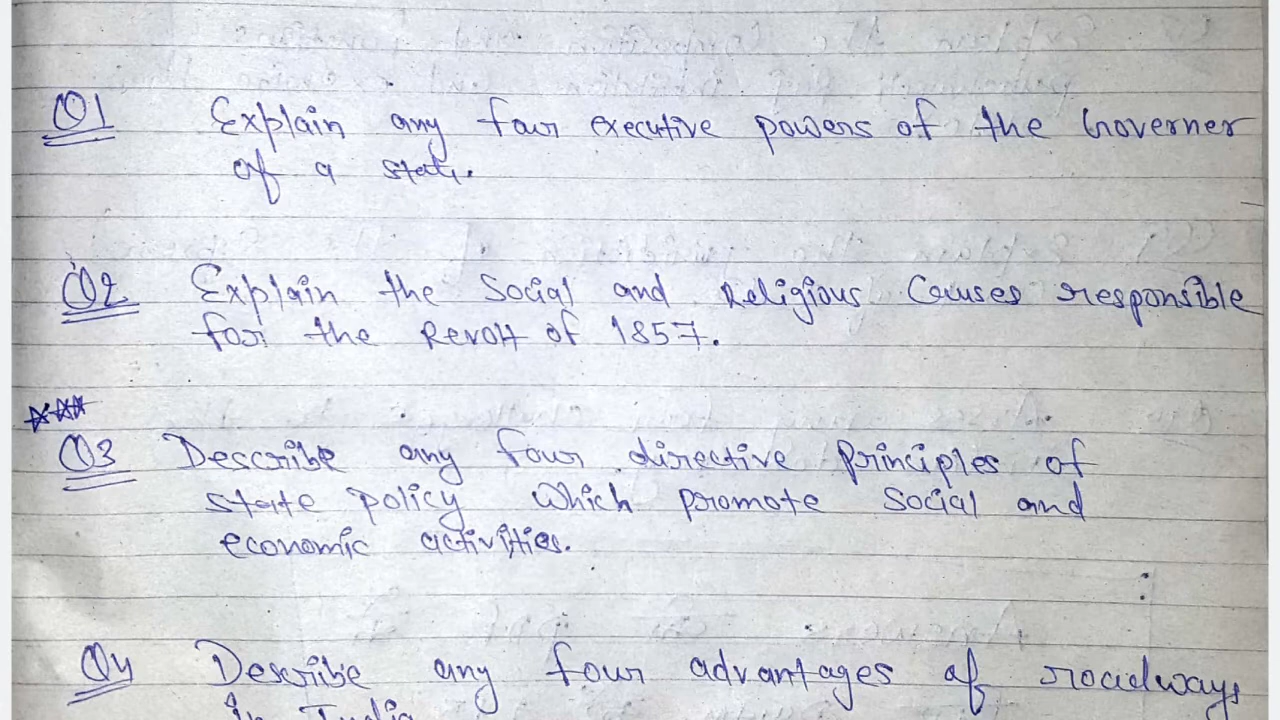 Q1 Explain any four executive powers of the Governer
of a state.
Q2 Explain the Social and Religious Causes responsible
for the Revolt of 1857.
Q3 Describe any four directive principles of
state policy which promote social and
economic activities.
Q4 Describe any four advantages of roadways
in India